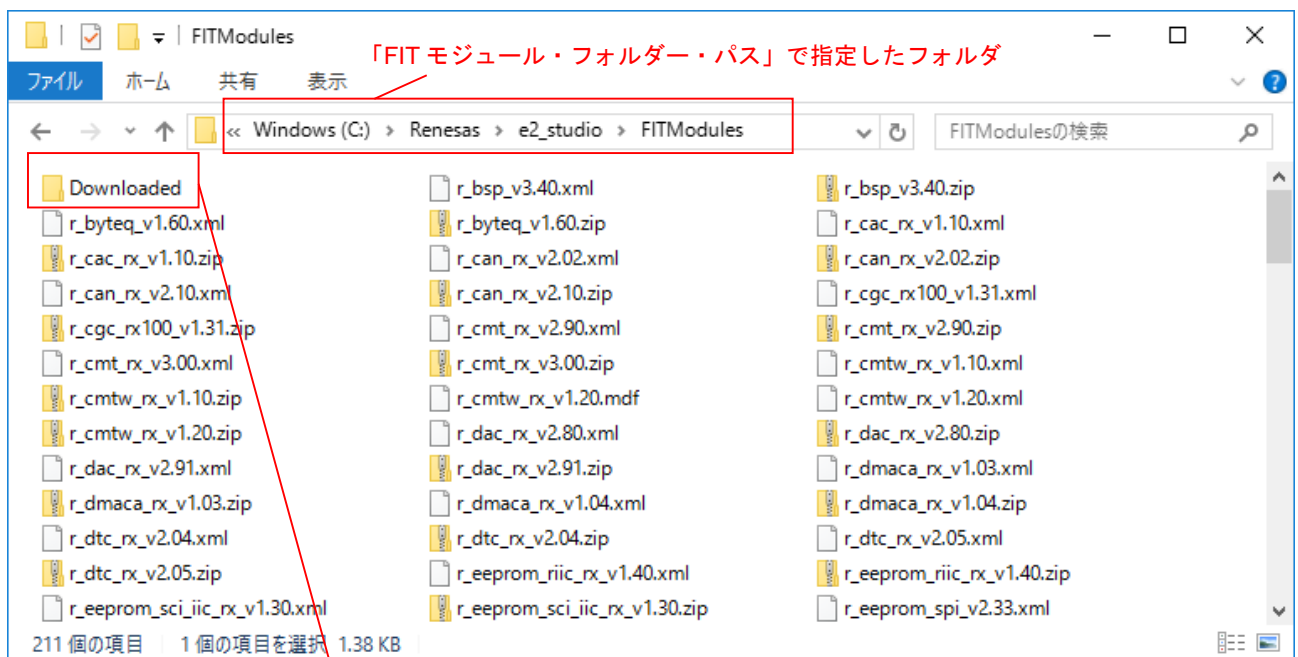 FITModules
「FIT モジュール・フォルダー・パス」で指定したフォルダ
ファイル ホーム 共有 表示
« Windows (C:) › Renesas › e2_studio › FITModules FITModulesの検索
Downloaded r_bsp_v3.40.xml r_bsp_v3.40.zip
r_byteq_v1.60.xml r_byteq_v1.60.zip r_cac_rx_v1.10.xml
r_cac_rx_v1.10.zip r_can_rx_v2.02.xml r_can_rx_v2.02.zip
r_can_rx_v2.10.xml r_can_rx_v2.10.zip r_cgc_rx100_v1.31.xml
r_cgc_rx100_v1.31.zip r_cmt_rx_v2.90.xml r_cmt_rx_v2.90.zip
r_cmt_rx_v3.00.xml r_cmt_rx_v3.00.zip r_cmtw_rx_v1.10.xml
r_cmtw_rx_v1.10.zip r_cmtw_rx_v1.20.mdf r_cmtw_rx_v1.20.xml
r_cmtw_rx_v1.20.zip r_dac_rx_v2.80.xml r_dac_rx_v2.80.zip
r_dac_rx_v2.91.xml r_dac_rx_v2.91.zip r_dmaca_rx_v1.03.xml
r_dmaca_rx_v1.03.zip r_dmaca_rx_v1.04.xml r_dmaca_rx_v1.04.zip
r_dtc_rx_v2.04.xml r_dtc_rx_v2.04.zip r_dtc_rx_v2.05.xml
r_dtc_rx_v2.05.zip r_eeprom_riic_rx_v1.40.xml r_eeprom_riic_rx_v1.40.zip
r_eeprom_sci_iic_rx_v1.30.xml r_eeprom_sci_iic_rx_v1.30.zip r_eeprom_spi_v2.33.xml
211 個の項目 1 個の項目を選択 1.38 KB